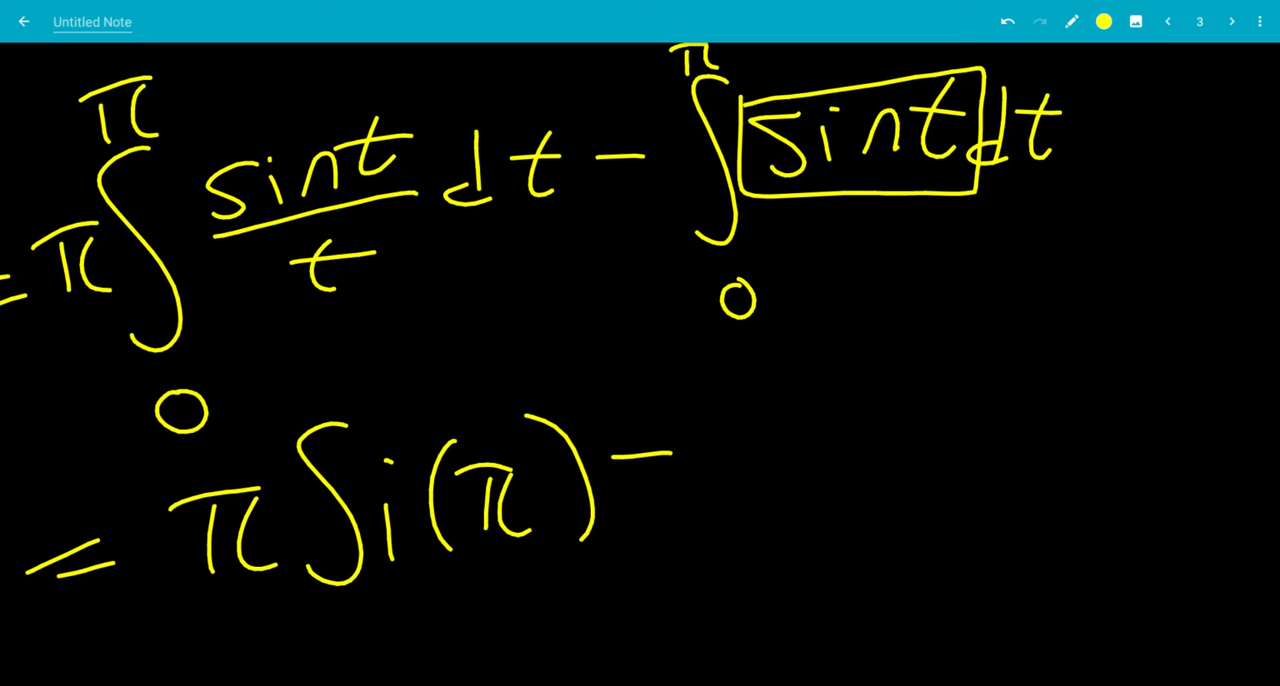 Untitled Note
3
= π ∫₀^π (sin t)/t dt − ∫₀^π sin t dt
= π Si(π) −